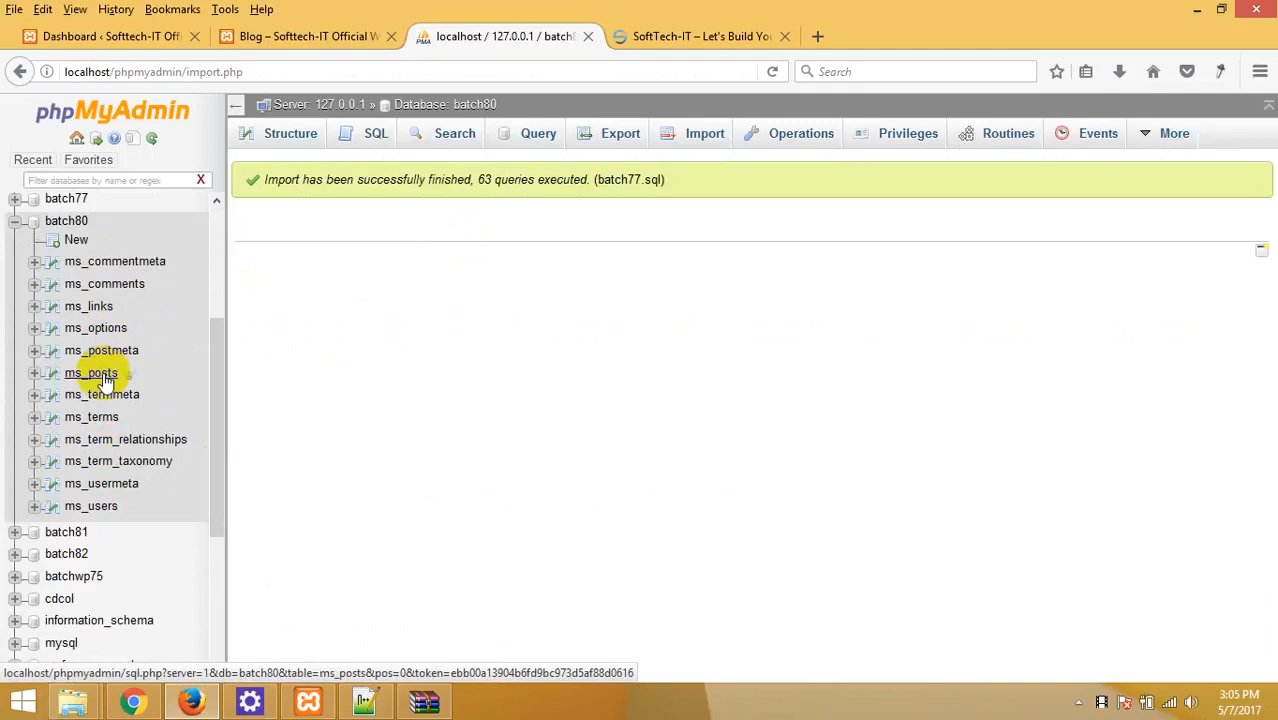 File Edit View History Bookmarks Tools Help
Dashboard ‹ Softtech-IT Offi
Blog – Softtech-IT Official W
localhost / 127.0.0.1 / batch8
SoftTech-IT – Let's Build You
localhost/phpmyadmin/import.php
Search
phpMyAdmin
Server: 127.0.0.1 » Database: batch80
Structure SQL Search Query Export Import Operations Privileges Routines Events More
Recent Favorites
Filter databases by name or regex X
Import has been successfully finished, 63 queries executed. (batch77.sql)
batch77
batch80
New
ms_commentmeta
ms_comments
ms_links
ms_options
ms_postmeta
ms_posts
ms_termmeta
ms_terms
ms_term_relationships
ms_term_taxonomy
ms_usermeta
ms_users
batch81
batch82
batchwp75
cdcol
information_schema
mysql
localhost/phpmyadmin/sql.php?server=1&db=batch80&table=ms_posts&pos=0&token=ebb00a13904b6fd9bc973d5af88d0616
3:05 PM
5/7/2017